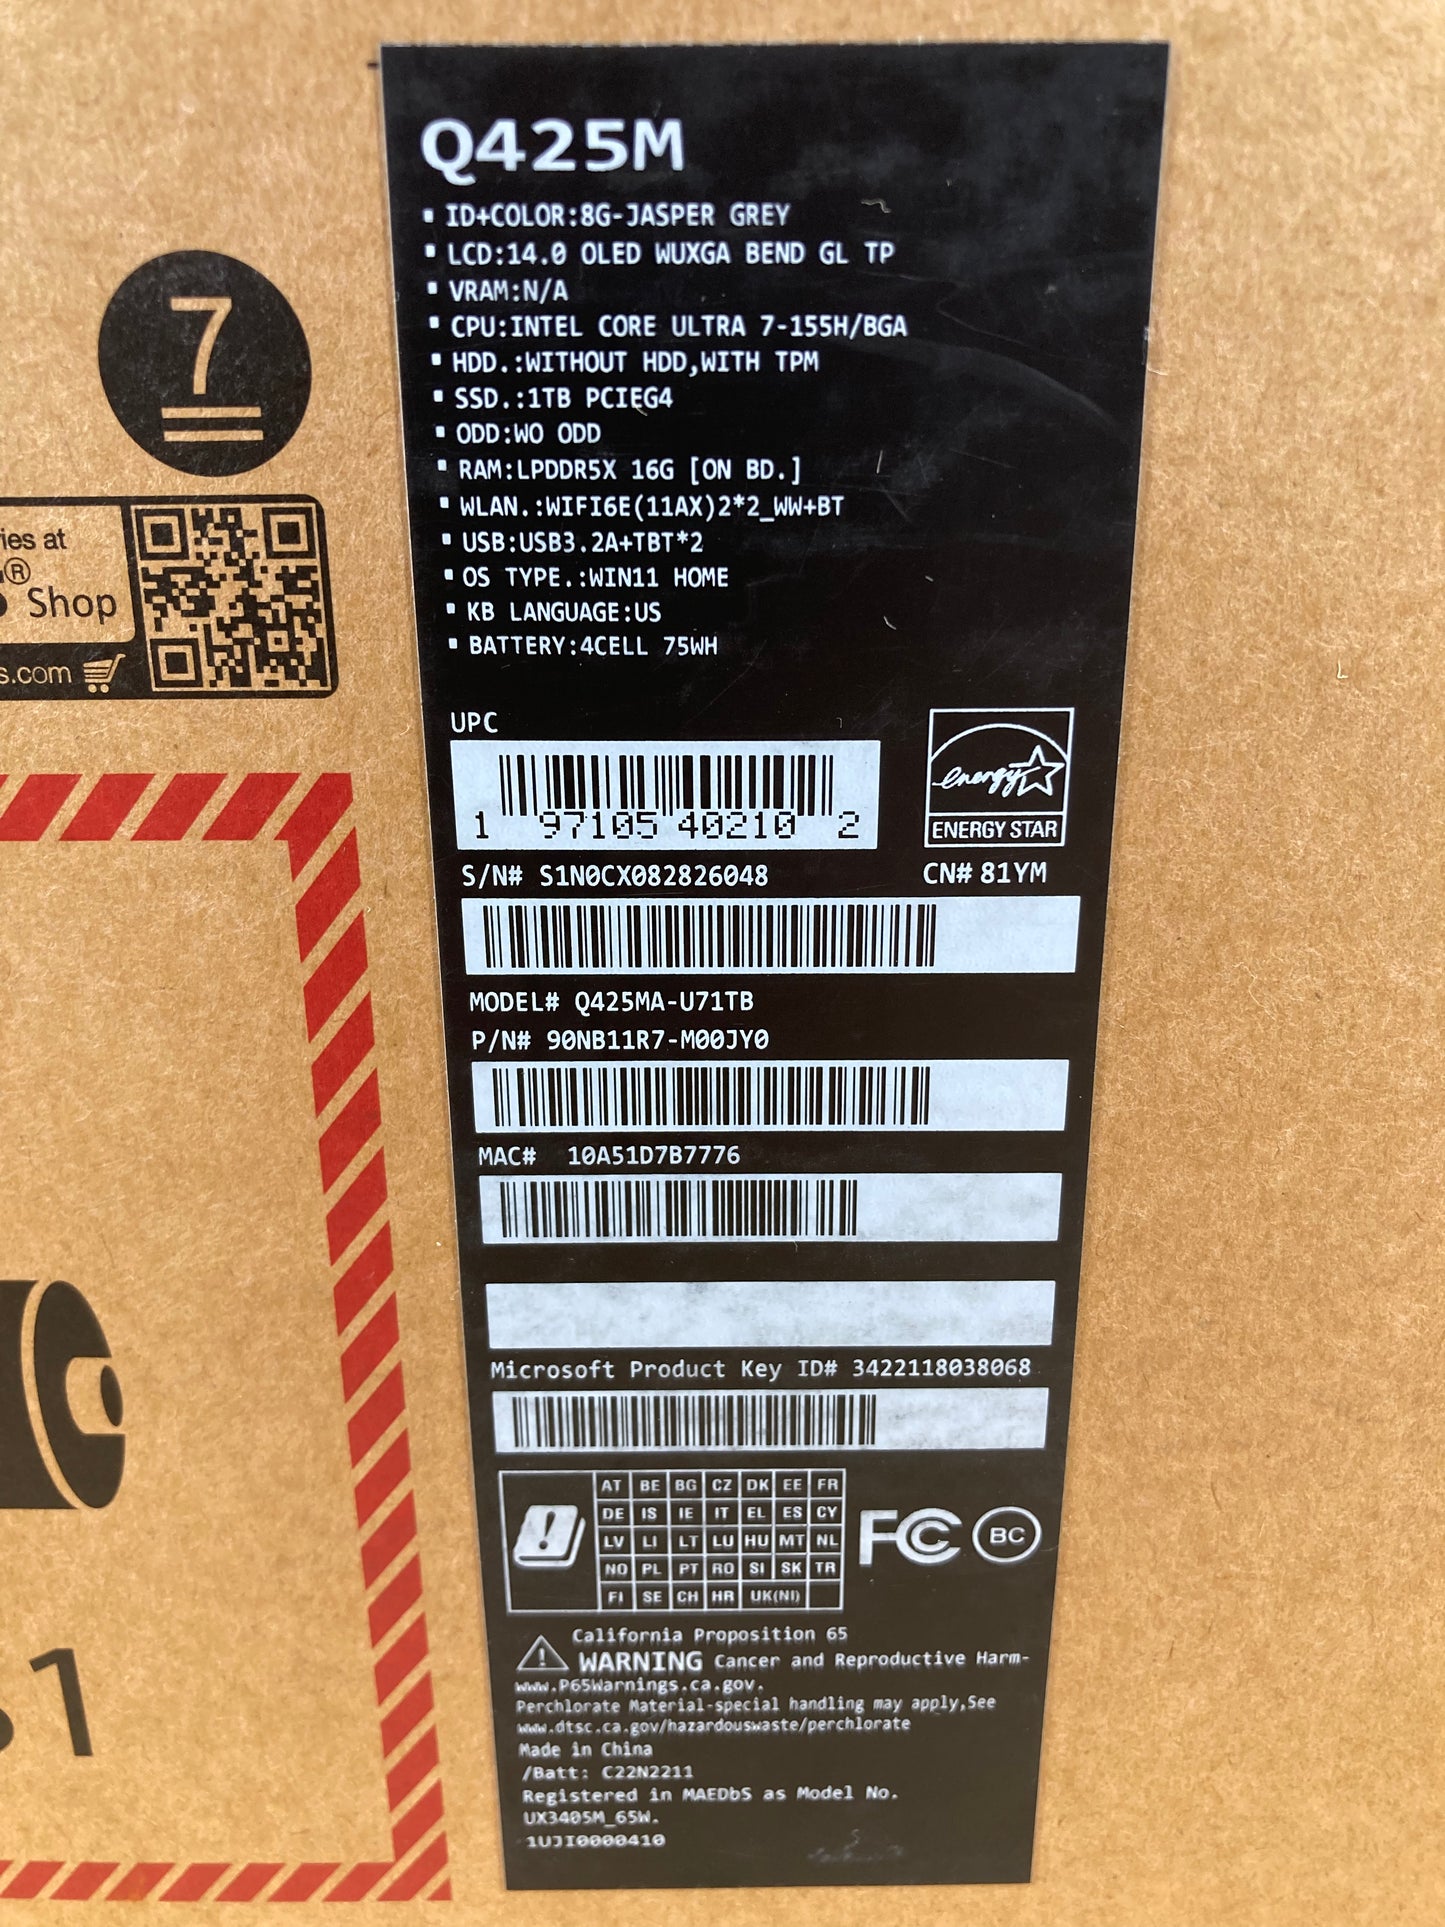 Q425M
▪ ID+COLOR:8G-JASPER GREY
▪ LCD:14.0 OLED WUXGA BEND GL TP
▪ VRAM:N/A
▪ CPU:INTEL CORE ULTRA 7-155H/BGA
▪ HDD.:WITHOUT HDD,WITH TPM
▪ SSD.:1TB PCIEG4
▪ ODD:WO ODD
▪ RAM:LPDDR5X 16G [ON BD.]
▪ WLAN.:WIFI6E(11AX)2*2_WW+BT
▪ USB:USB3.2A+TBT*2
▪ OS TYPE.:WIN11 HOME
▪ KB LANGUAGE:US
▪ BATTERY:4CELL 75WH
7
ies at
®
Shop
s.com
UPC
1 97105 40210 2
energy
ENERGY STAR
S/N# S1N0CX082826048
CN# 81YM
MODEL# Q425MA-U71TB
P/N# 90NB11R7-M00JY0
MAC# 10A51D7B7776
Microsoft Product Key ID# 3422118038068
AT BE BG CZ DK EE FR
DE IS IE IT EL ES CY
LV LI LT LU HU MT NL
NO PL PT RO SI SK TR
FI SE CH HR UK(NI)
FC BC
California Proposition 65
WARNING Cancer and Reproductive Harm-
www.P65Warnings.ca.gov.
Perchlorate Material-special handling may apply,See
www.dtsc.ca.gov/hazardouswaste/perchlorate
Made in China
/Batt: C22N2211
Registered in MAEDbS as Model No.
UX3405M_65W.
1UJI0000410
1